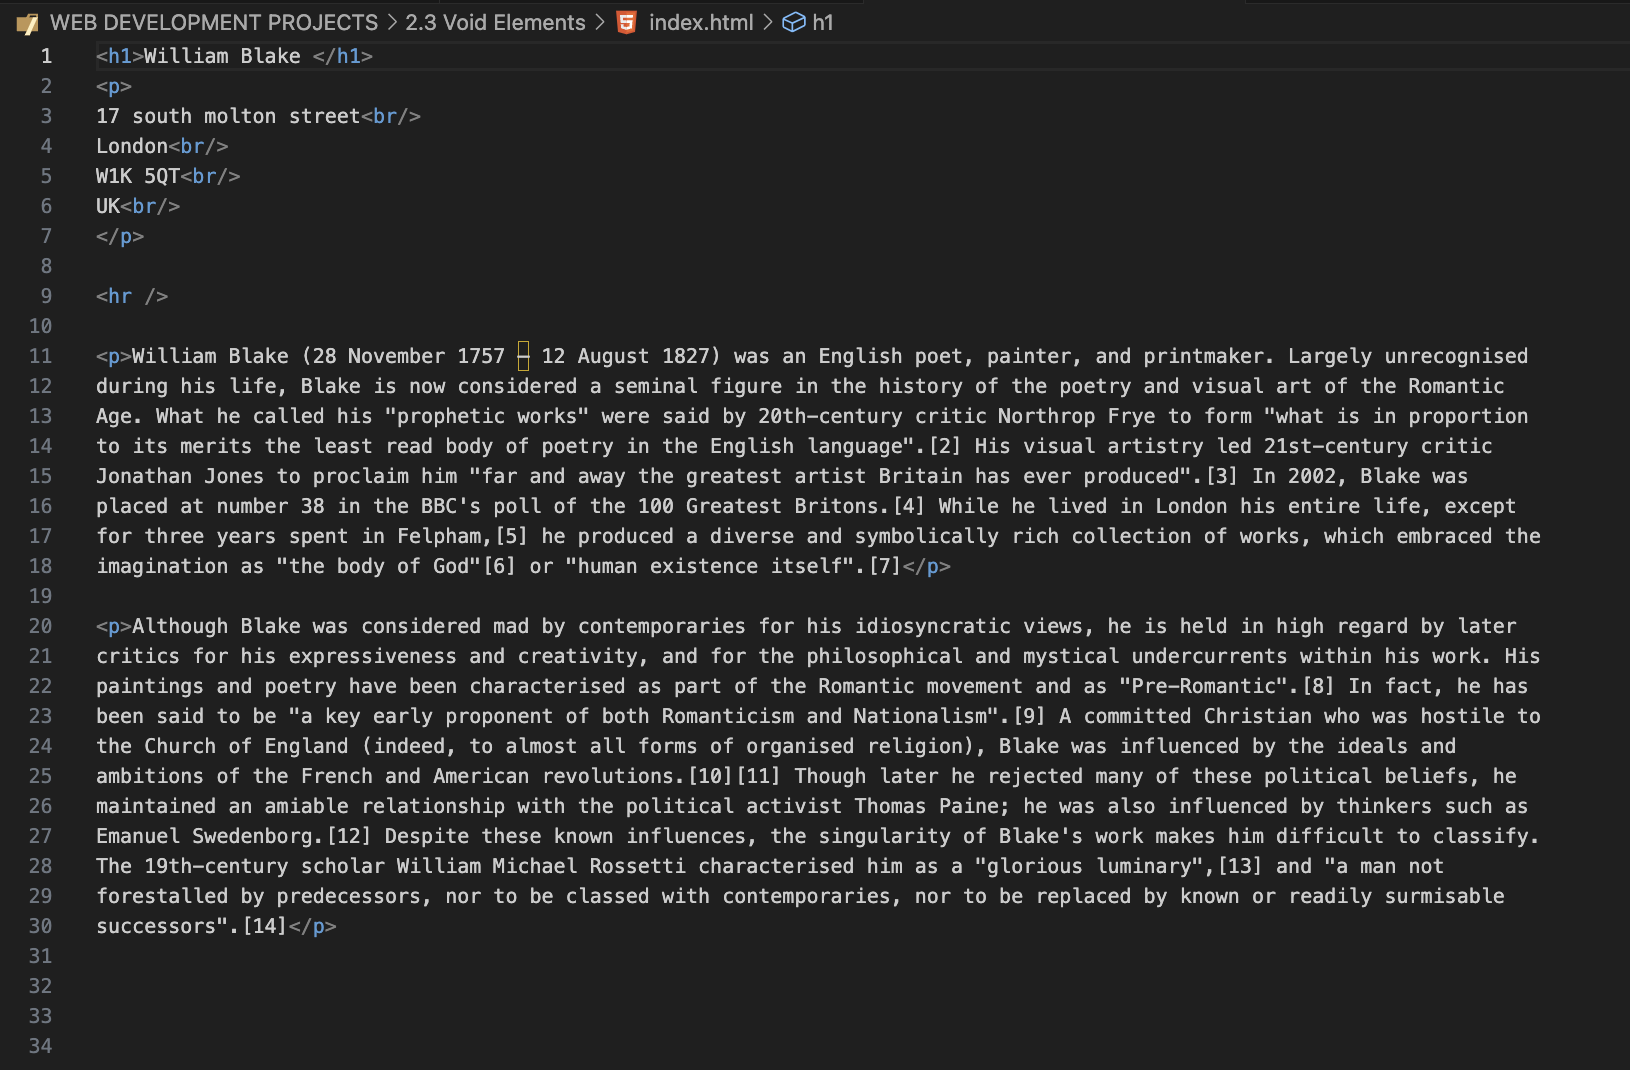 WEB DEVELOPMENT PROJECTS > 2.3 Void Elements > index.html > h1
1 <h1>William Blake </h1>
2 <p>
3 17 south molton street<br/>
4 London<br/>
5 W1K 5QT<br/>
6 UK<br/>
7 </p>
8
9 <hr />
10
11 <p>William Blake (28 November 1757 – 12 August 1827) was an English poet, painter, and printmaker. Largely unrecognised
12 during his life, Blake is now considered a seminal figure in the history of the poetry and visual art of the Romantic
13 Age. What he called his "prophetic works" were said by 20th-century critic Northrop Frye to form "what is in proportion
14 to its merits the least read body of poetry in the English language".[2] His visual artistry led 21st-century critic
15 Jonathan Jones to proclaim him "far and away the greatest artist Britain has ever produced".[3] In 2002, Blake was
16 placed at number 38 in the BBC's poll of the 100 Greatest Britons.[4] While he lived in London his entire life, except
17 for three years spent in Felpham,[5] he produced a diverse and symbolically rich collection of works, which embraced the
18 imagination as "the body of God"[6] or "human existence itself".[7]</p>
19
20 <p>Although Blake was considered mad by contemporaries for his idiosyncratic views, he is held in high regard by later
21 critics for his expressiveness and creativity, and for the philosophical and mystical undercurrents within his work. His
22 paintings and poetry have been characterised as part of the Romantic movement and as "Pre-Romantic".[8] In fact, he has
23 been said to be "a key early proponent of both Romanticism and Nationalism".[9] A committed Christian who was hostile to
24 the Church of England (indeed, to almost all forms of organised religion), Blake was influenced by the ideals and
25 ambitions of the French and American revolutions.[10][11] Though later he rejected many of these political beliefs, he
26 maintained an amiable relationship with the political activist Thomas Paine; he was also influenced by thinkers such as
27 Emanuel Swedenborg.[12] Despite these known influences, the singularity of Blake's work makes him difficult to classify.
28 The 19th-century scholar William Michael Rossetti characterised him as a "glorious luminary",[13] and "a man not
29 forestalled by predecessors, nor to be classed with contemporaries, nor to be replaced by known or readily surmisable
30 successors".[14]</p>
31
32
33
34